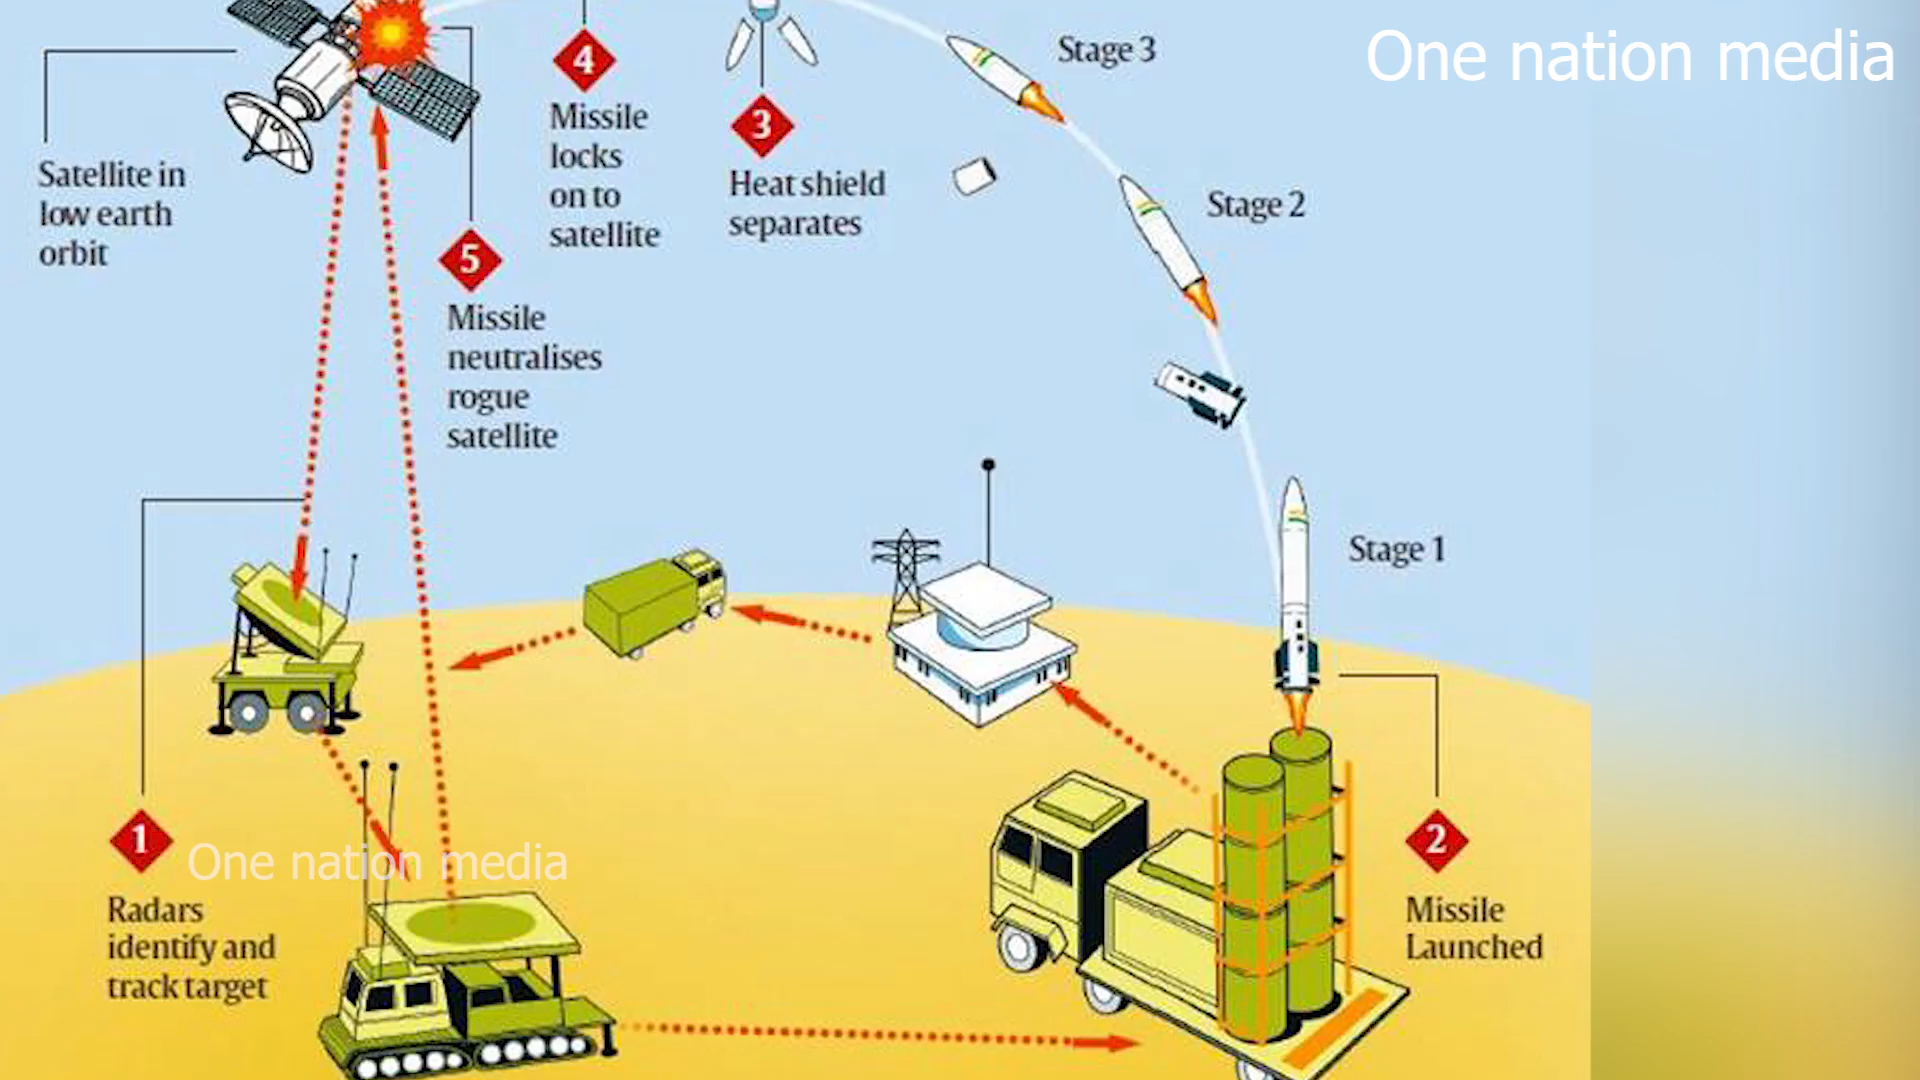 One nation media
Stage 3
4
Missile
locks
on to
satellite
3
Heat shield
separates
Satellite in
low earth
orbit
Stage 2
5
Missile
neutralises
rogue
satellite
Stage 1
1
One nation media
Radars
identify and
track target
2
Missile
Launched